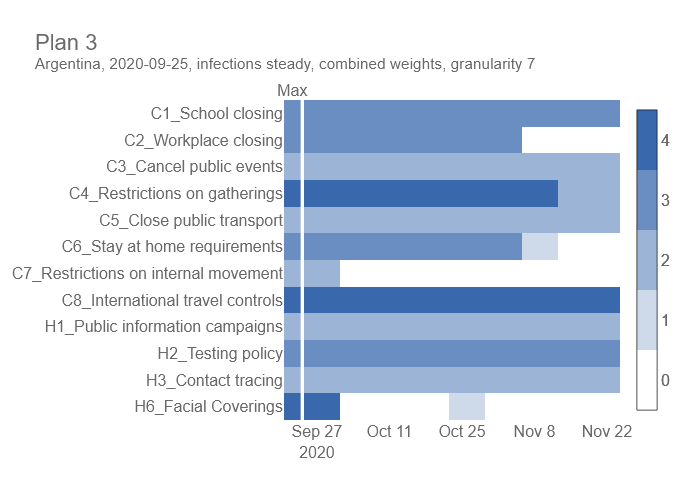 Plan 3
Argentina, 2020-09-25, infections steady, combined weights, granularity 7
Max
C1_School closing
C2_Workplace closing
C3_Cancel public events
C4_Restrictions on gatherings
C5_Close public transport
C6_Stay at home requirements
C7_Restrictions on internal movement
C8_International travel controls
H1_Public information campaigns
H2_Testing policy
H3_Contact tracing
H6_Facial Coverings
Sep 27 Oct 11 Oct 25 Nov 8 Nov 22
2020
4
3
2
1
0